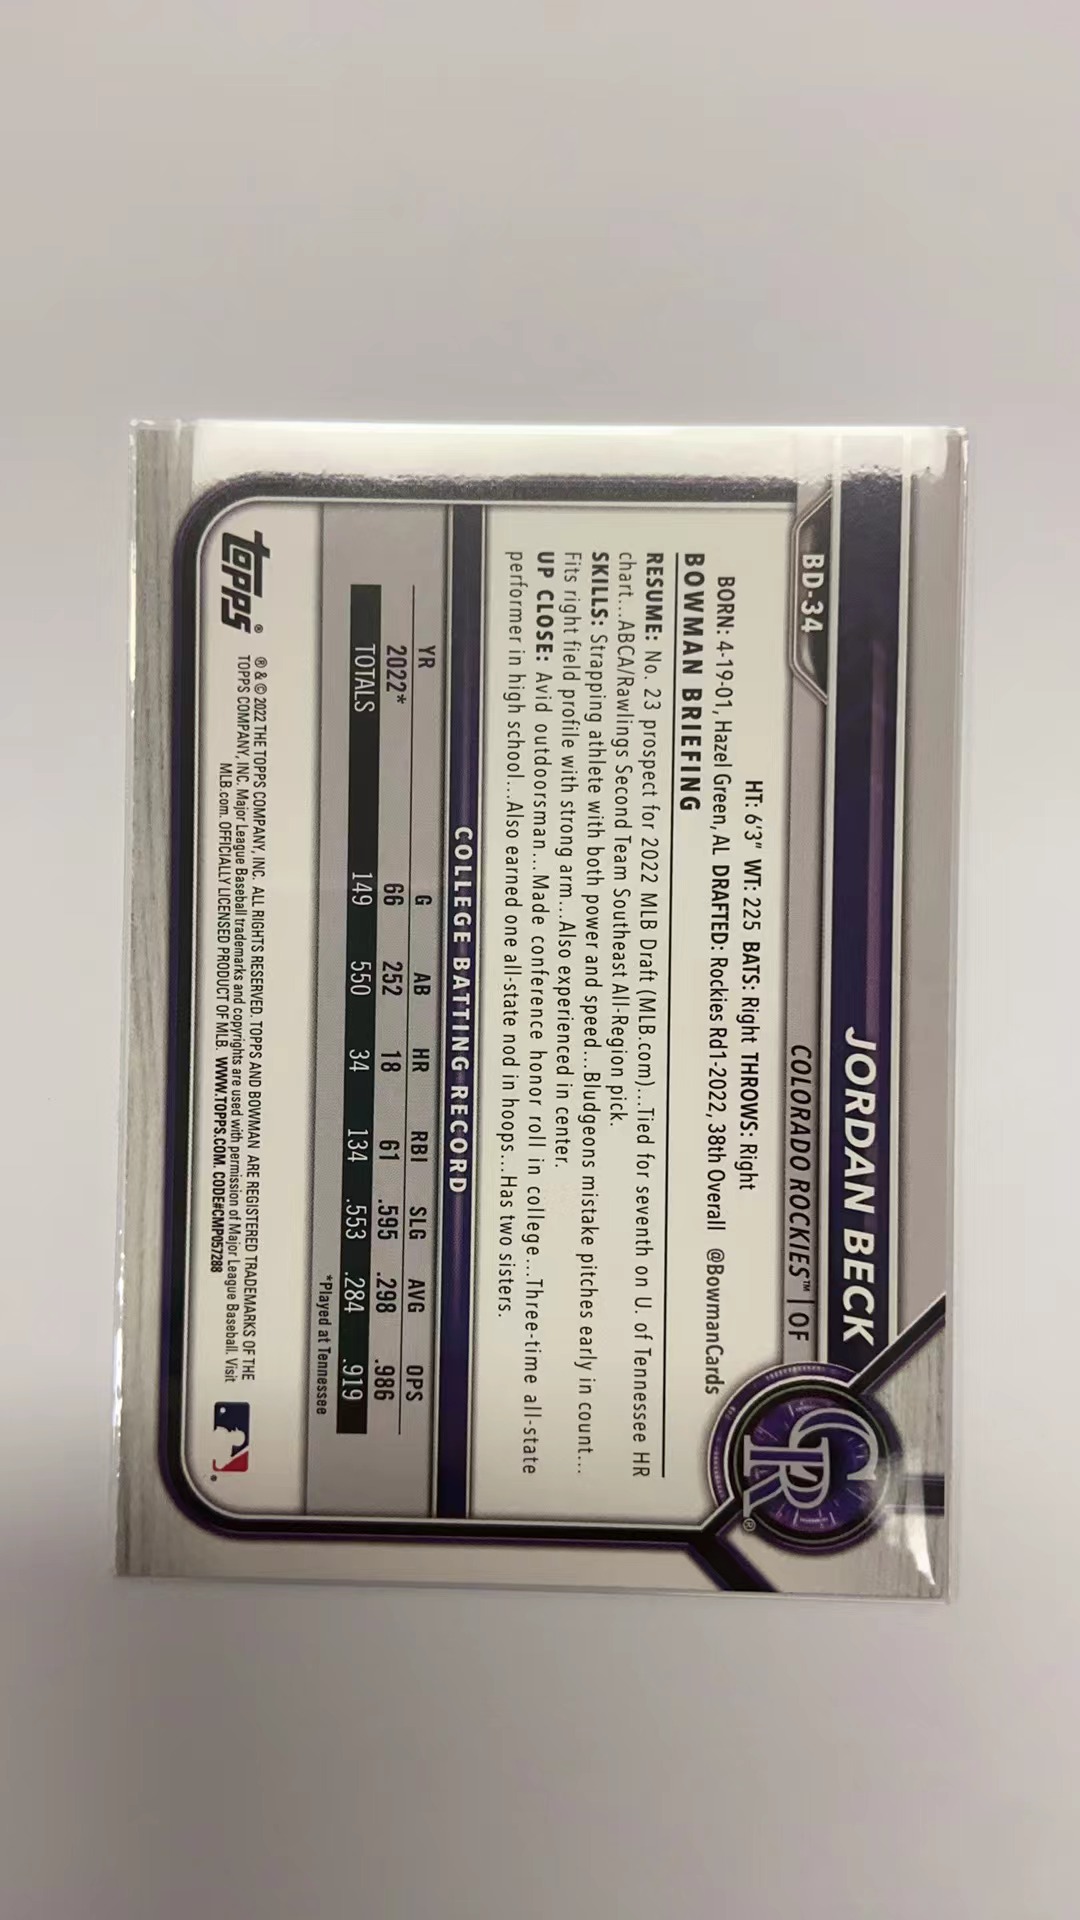 JORDAN BECK
COLORADO ROCKIES™ | OF
BD-34
CR®
HT: 6'3" WT: 225 BATS: Right THROWS: Right
BORN: 4-19-01, Hazel Green, AL DRAFTED: Rockies Rd1-2022, 38th Overall @BowmanCards
BOWMAN BRIEFING
RESUME: No. 23 prospect for 2022 MLB Draft (MLB.com)...Tied for seventh on U. of Tennessee HR
chart...ABCA/Rawlings Second Team Southeast All-Region pick.
SKILLS: Strapping athlete with both power and speed...Bludgeons mistake pitches early in count...
Fits right field profile with strong arm...Also experienced in center.
UP CLOSE: Avid outdoorsman...Made conference honor roll in college...Three-time all-state
performer in high school...Also earned one all-state nod in hoops...Has two sisters.
COLLEGE BATTING RECORD
YR G AB HR RBI SLG AVG OPS
2022* 66 252 18 61 .595 .298 .986
TOTALS 149 550 34 134 .553 .284 .919
*Played at Tennessee
topps®
® & © 2022 THE TOPPS COMPANY, INC. ALL RIGHTS RESERVED. TOPPS AND BOWMAN ARE REGISTERED TRADEMARKS OF THE
TOPPS COMPANY, INC. Major League Baseball trademarks and copyrights are used with permission of Major League Baseball. Visit
MLB.com. OFFICIALLY LICENSED PRODUCT OF MLB. WWW.TOPPS.COM. CODE#CMP057288